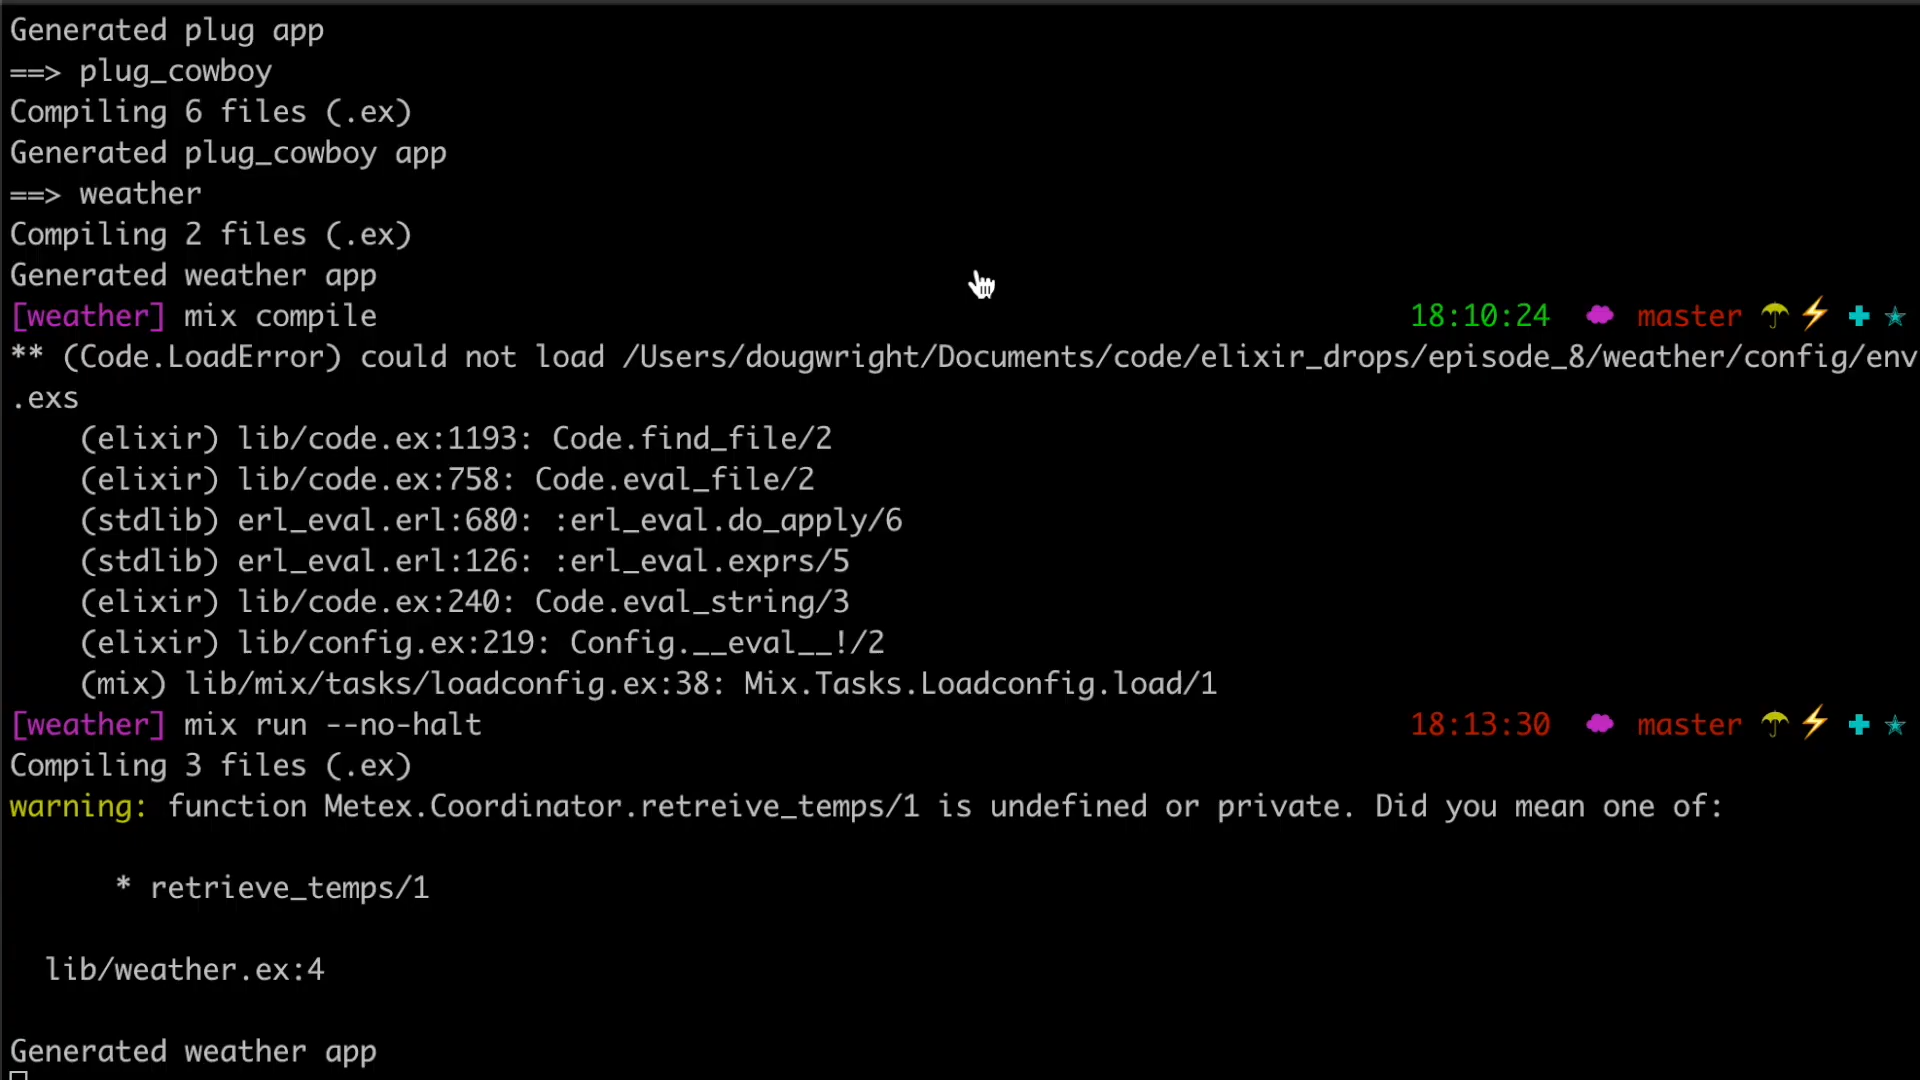 Generated plug app
==> plug_cowboy
Compiling 6 files (.ex)
Generated plug_cowboy app
==> weather
Compiling 2 files (.ex)
Generated weather app
[weather] mix compile 18:10:24 master
** (Code.LoadError) could not load /Users/dougwright/Documents/code/elixir_drops/episode_8/weather/config/env
.exs
(elixir) lib/code.ex:1193: Code.find_file/2
(elixir) lib/code.ex:758: Code.eval_file/2
(stdlib) erl_eval.erl:680: :erl_eval.do_apply/6
(stdlib) erl_eval.erl:126: :erl_eval.exprs/5
(elixir) lib/code.ex:240: Code.eval_string/3
(elixir) lib/config.ex:219: Config.__eval__!/2
(mix) lib/mix/tasks/loadconfig.ex:38: Mix.Tasks.Loadconfig.load/1
[weather] mix run --no-halt 18:13:30 master
Compiling 3 files (.ex)
warning: function Metex.Coordinator.retreive_temps/1 is undefined or private. Did you mean one of:
* retrieve_temps/1
lib/weather.ex:4
Generated weather app